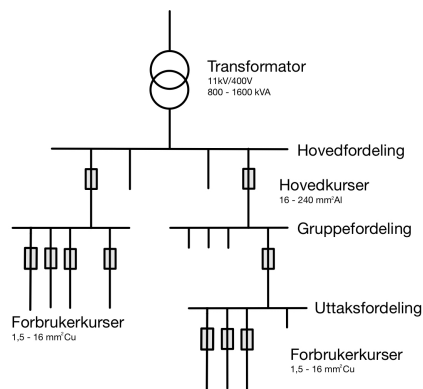 Transformator
11kV/400V
800 - 1600 kVA
Hovedfordeling
Hovedkurser
16 - 240 mm²Al
Gruppefordeling
Uttaksfordeling
Forbrukerkurser
1,5 - 16 mm²Cu
Forbrukerkurser
1,5 - 16 mm²Cu